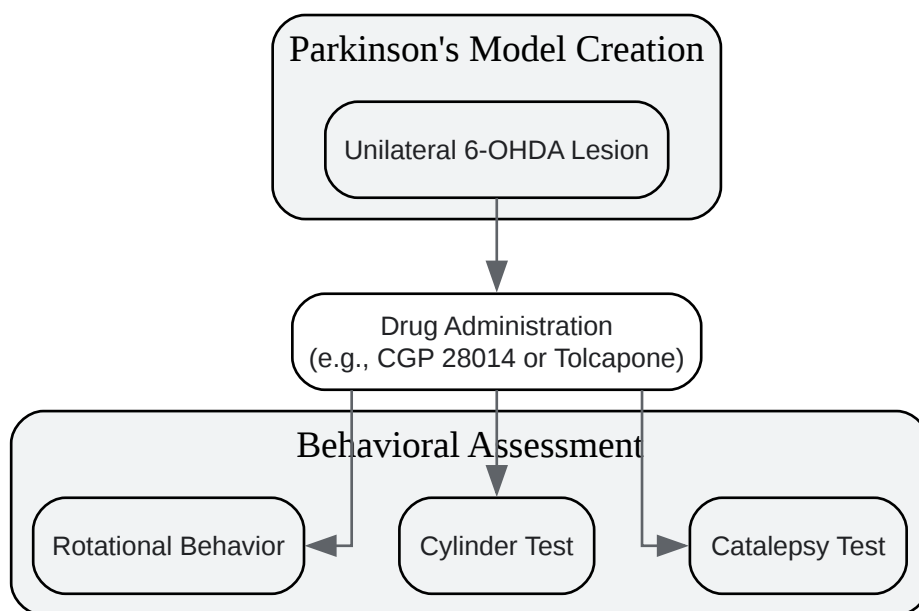 Parkinson's Model Creation
Unilateral 6-OHDA Lesion
Drug Administration
(e.g., CGP 28014 or Tolcapone)
Behavioral Assessment
Rotational Behavior
Cylinder Test
Catalepsy Test